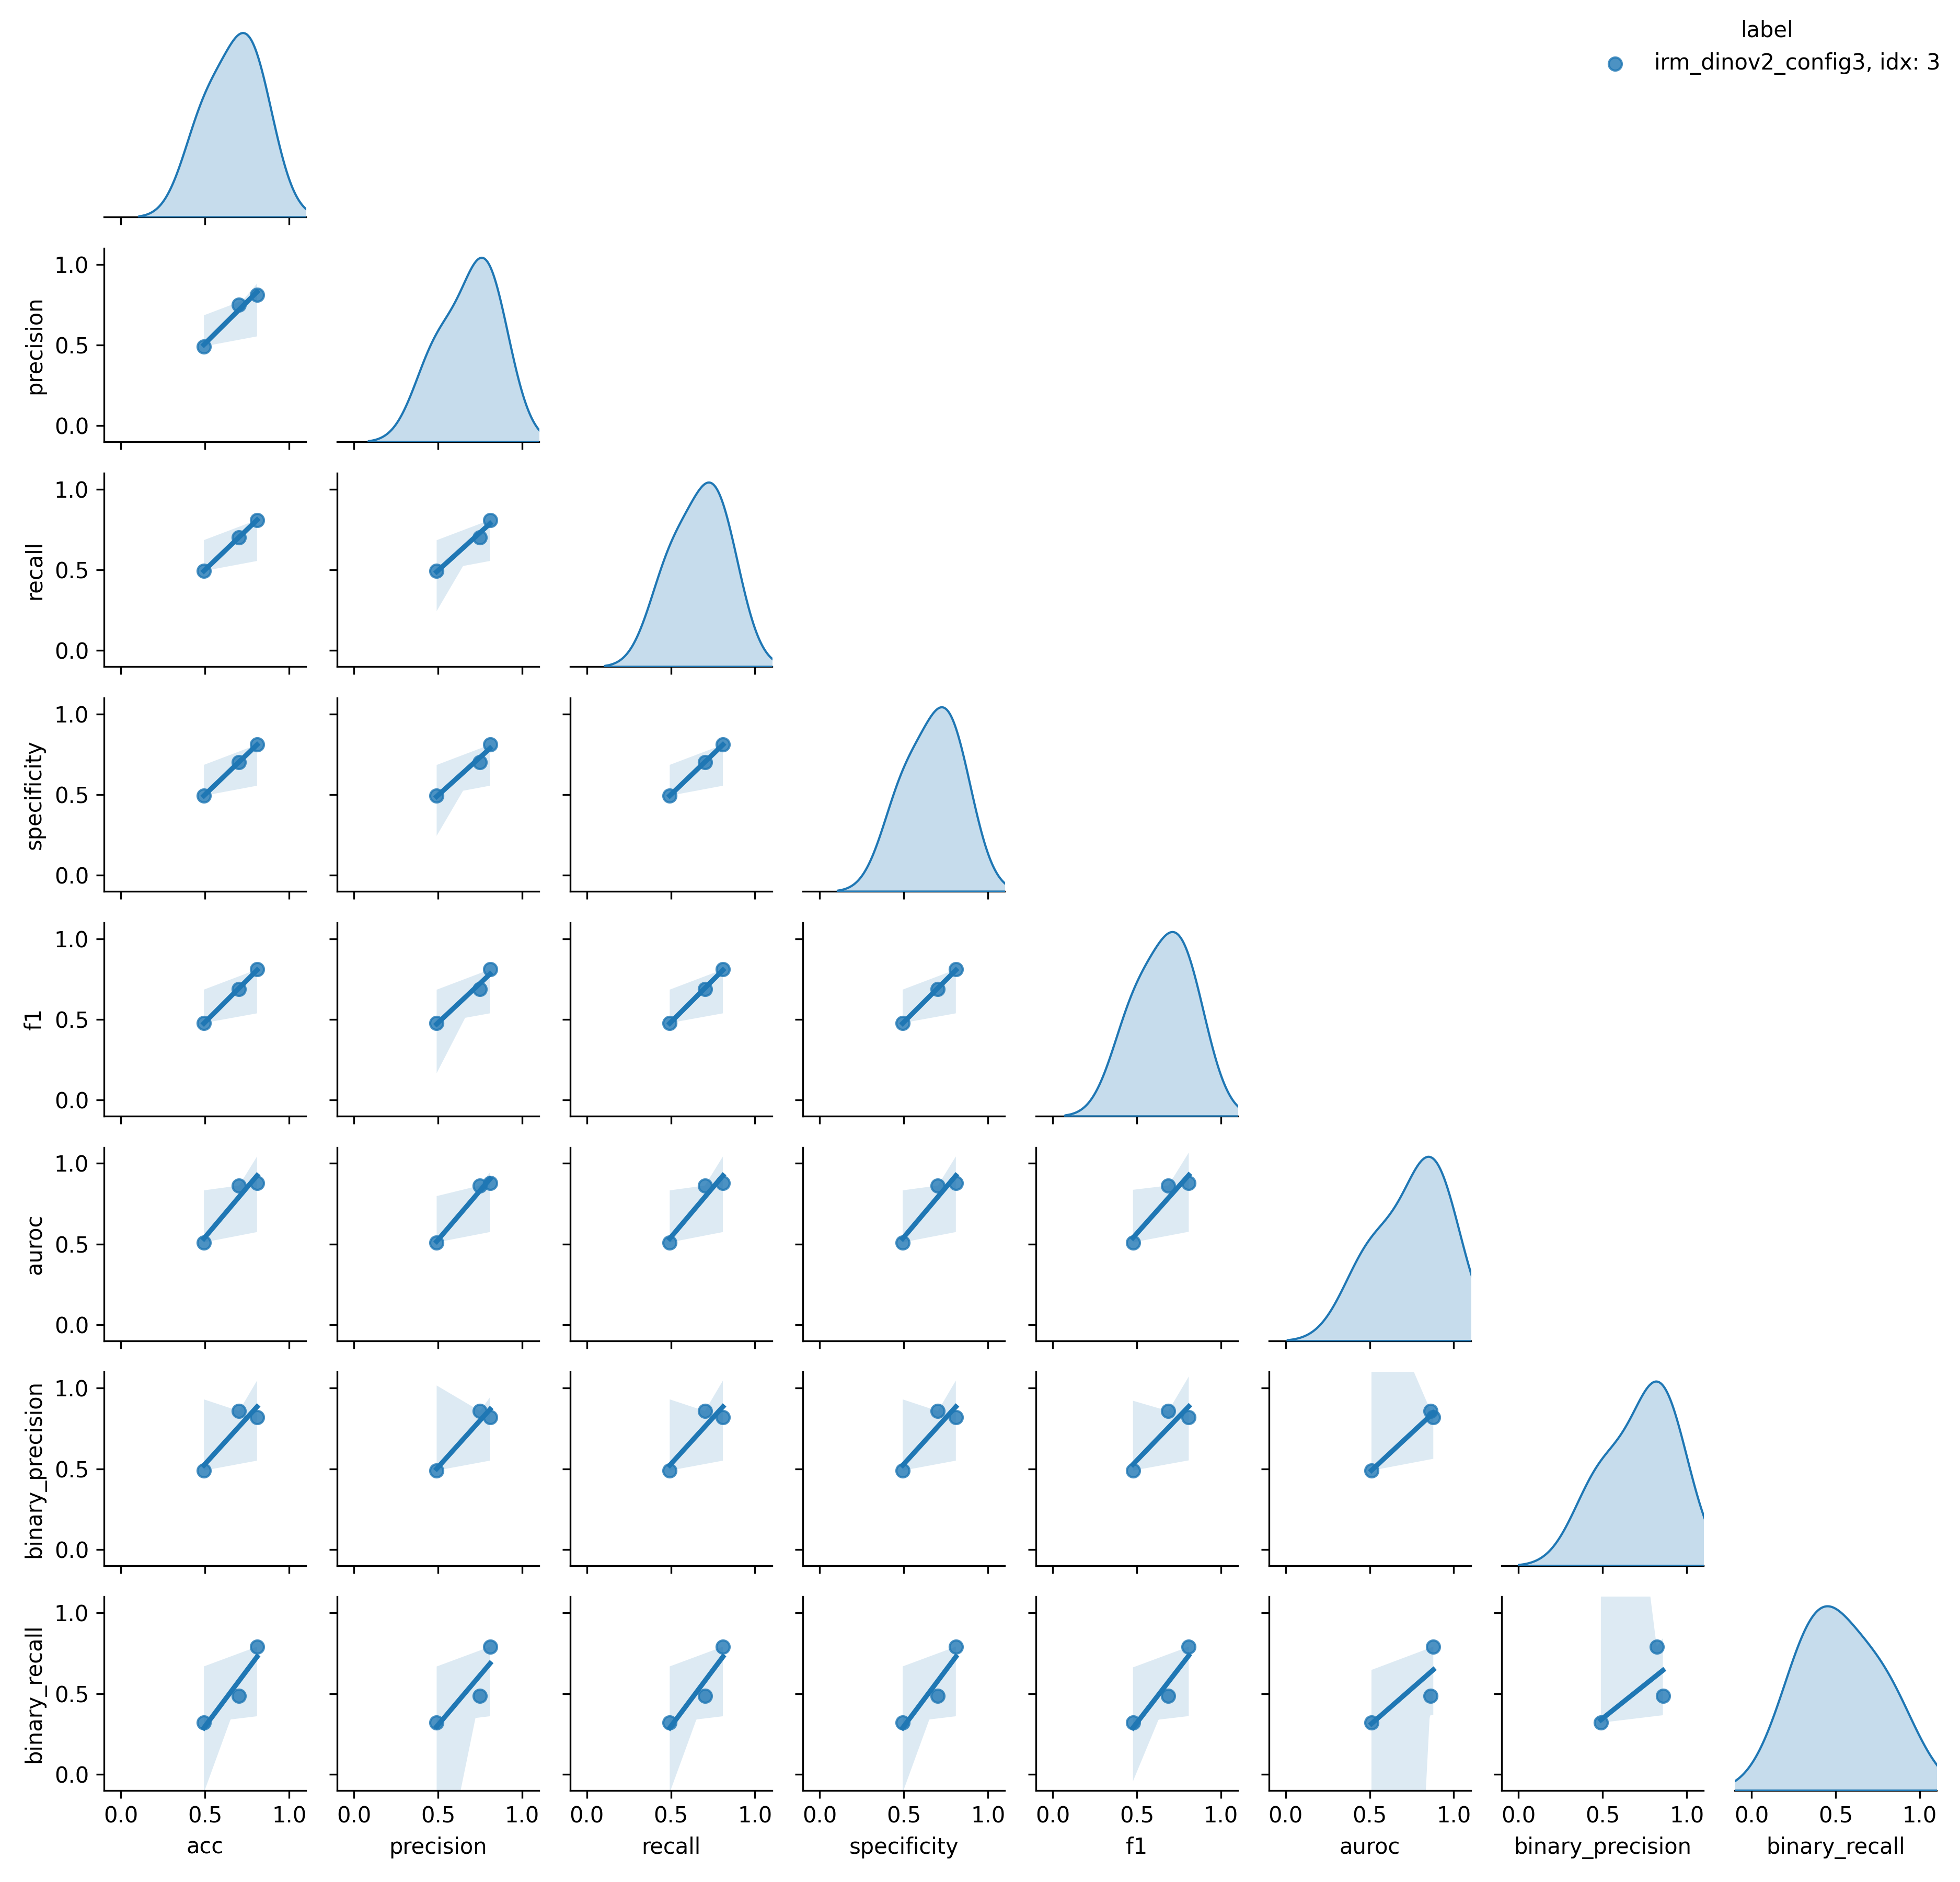 label
irm_dinov2_config3, idx: 3
1.0
precision
0.5
0.0
1.0
recall
0.5
0.0
1.0
specificity
0.5
0.0
1.0
f1
0.5
0.0
1.0
auroc
0.5
0.0
1.0
binary_precision
0.5
0.0
1.0
binary_recall
0.5
0.0
0.0 0.5 1.0 0.0 0.5 1.0 0.0 0.5 1.0 0.0 0.5 1.0 0.0 0.5 1.0 0.0 0.5 1.0 0.0 0.5 1.0 0.0 0.5 1.0
acc precision recall specificity f1 auroc binary_precision binary_recall